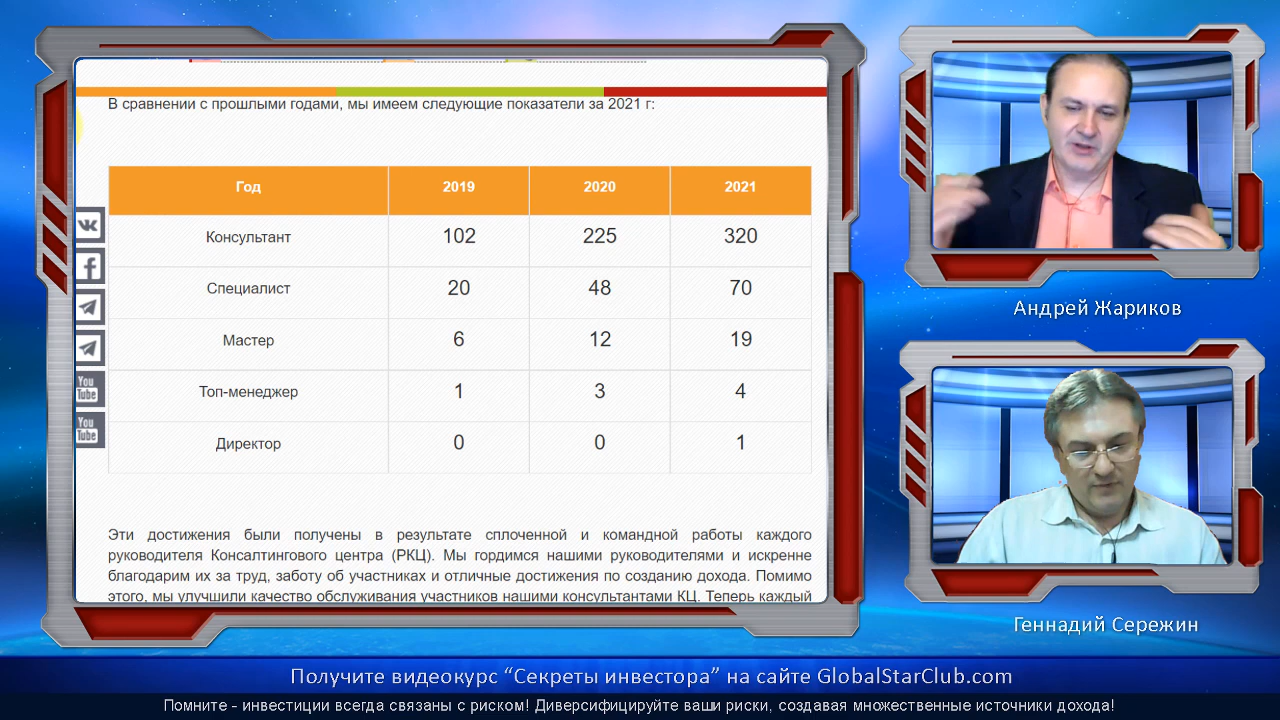 В сравнении с прошлыми годами, мы имеем следующие показатели за 2021 г:
Год 2019 2020 2021
Консультант 102 225 320
Специалист 20 48 70
Мастер 6 12 19
Топ-менеджер 1 3 4
Директор 0 0 1
You
Tube
You
Tube
Эти достижения были получены в результате сплоченной и командной работы каждого
руководителя Консалтингового центра (РКЦ). Мы гордимся нашими руководителями и искренне
благодарим их за труд, заботу об участниках и отличные достижения по созданию дохода. Помимо
этого, мы улучшили качество обслуживания участников нашими консультантами КЦ. Теперь каждый
Андрей Жариков
Геннадий Сережин
Получите видеокурс “Секреты инвестора” на сайте GlobalStarClub.com
Помните - инвестиции всегда связаны с риском! Диверсифицируйте ваши риски, создавая множественные источники дохода!